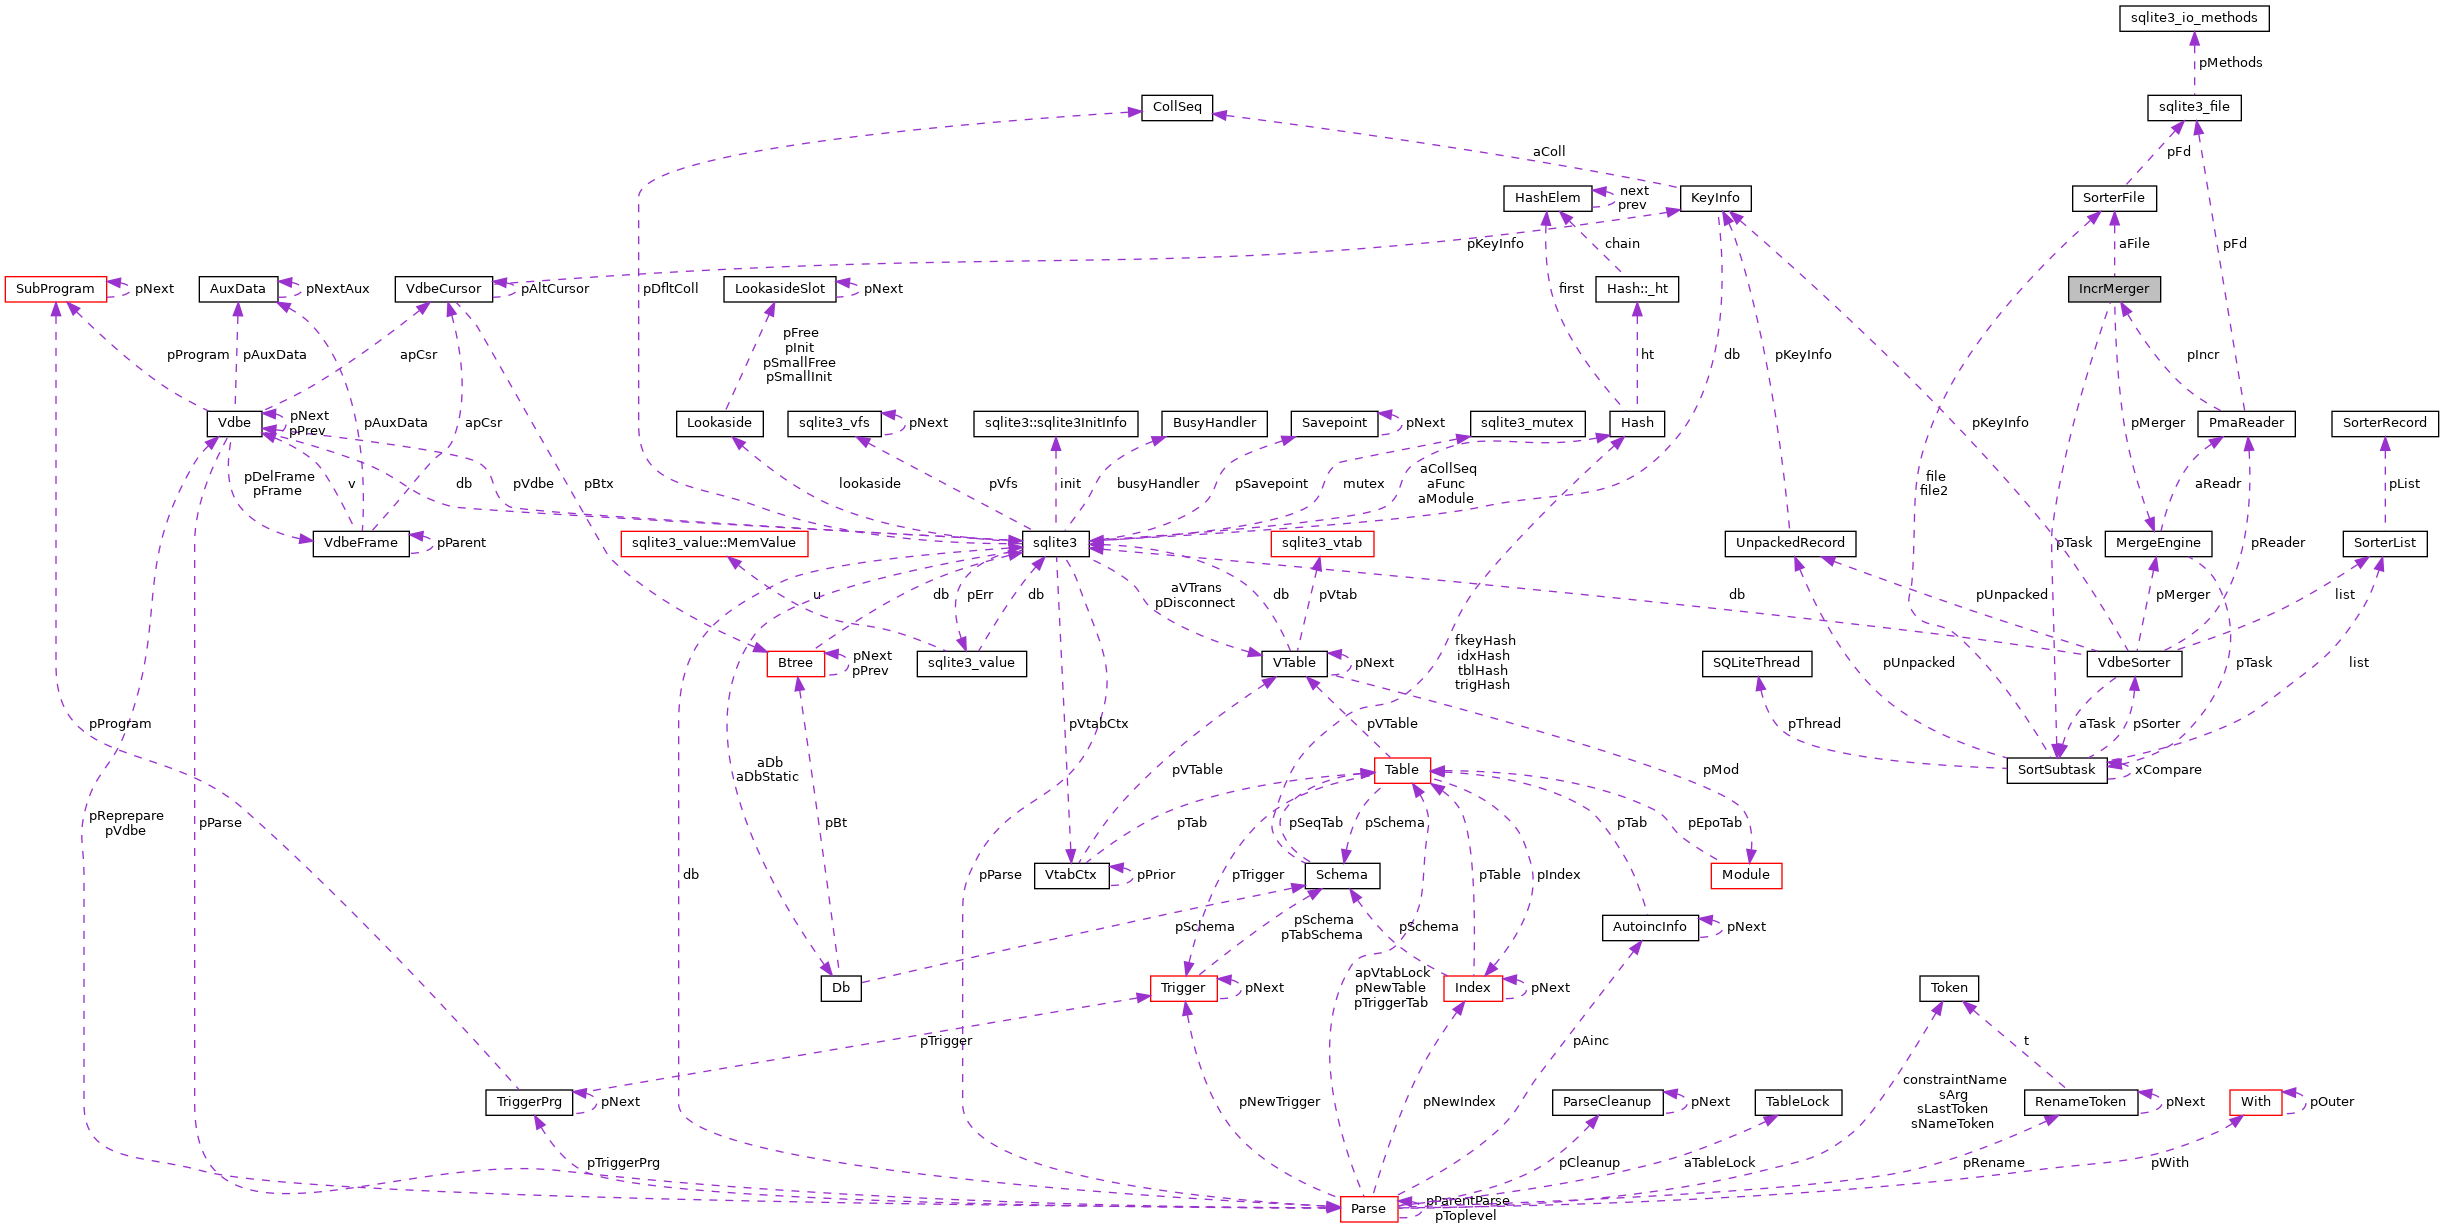 sqlite3_io_methods
pMethods
CollSeq
sqlite3_file
aColl
pFd
HashElem
next
prev
KeyInfo
SorterFile
pKeyInfo
chain
aFile
pFd
SubProgram
pNext
AuxData
pNextAux
VdbeCursor
pAltCursor
pDfltColl
LookasideSlot
pNext
first
Hash::_ht
IncrMerger
pProgram
pAuxData
apCsr
pFree
pInit
pSmallFree
pSmallInit
ht
db
pKeyInfo
pIncr
Vdbe
pNext
pPrev
pAuxData
apCsr
Lookaside
sqlite3_vfs
pNext
sqlite3::sqlite3InitInfo
BusyHandler
Savepoint
pNext
sqlite3_mutex
Hash
pKeyInfo
pMerger
PmaReader
SorterRecord
pDelFrame
pFrame
v
db
pVdbe
pBtx
lookaside
pVfs
init
busyHandler
pSavepoint
mutex
aCollSeq
aFunc
aModule
file
file2
aReadr
pList
VdbeFrame
pParent
sqlite3_value::MemValue
sqlite3
sqlite3_vtab
UnpackedRecord
pTask
MergeEngine
pReader
SorterList
u
db
pErr
db
aVTrans
pDisconnect
db
pVtab
db
pUnpacked
pMerger
list
Btree
pNext
pPrev
sqlite3_value
VTable
pNext
fkeyHash
idxHash
tblHash
trigHash
SQLiteThread
pUnpacked
VdbeSorter
pTask
list
pProgram
pVtabCtx
pVTable
pThread
aTask
pSorter
aDb
aDbStatic
pVTable
Table
pMod
SortSubtask
xCompare
pReprepare
pVdbe
pParse
pBt
pTab
pSeqTab
pSchema
pTab
pEpoTab
db
pParse
VtabCtx
pPrior
pTrigger
Schema
pTable
pIndex
Module
pSchema
pSchema
pTabSchema
pSchema
AutoincInfo
pNext
Db
Trigger
pNext
apVtabLock
pNewTable
pTriggerTab
Index
pNext
Token
pTrigger
pAinc
t
TriggerPrg
pNext
pNewTrigger
pNewIndex
ParseCleanup
pNext
TableLock
constraintName
sArg
sLastToken
sNameToken
RenameToken
pNext
With
pOuter
pTriggerPrg
pCleanup
aTableLock
pRename
pWith
Parse
pParentParse
pToplevel